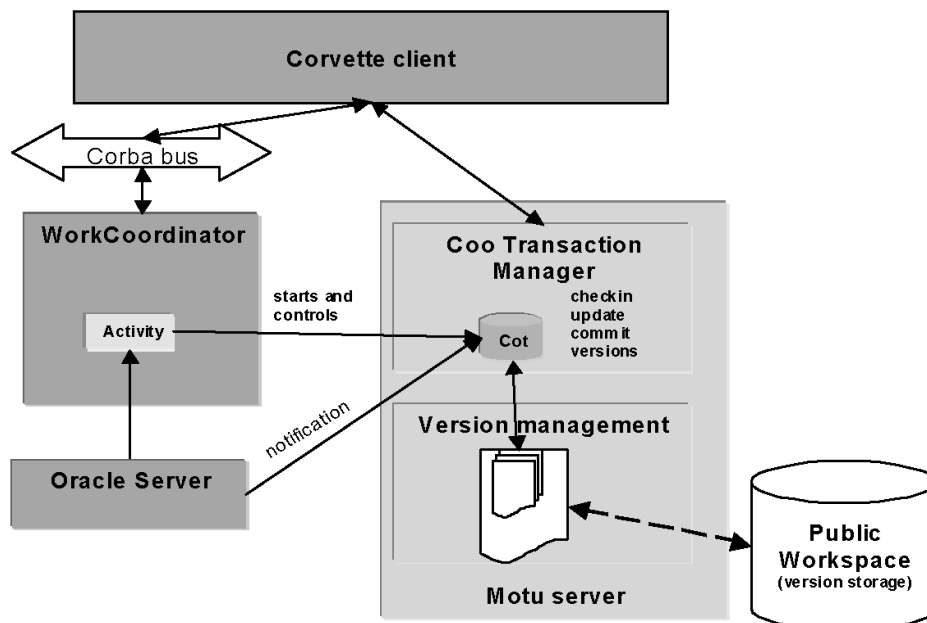 Corvette client
Corba bus
WorkCoordinator
Coo Transaction
Manager
starts and
controls
checkin
update
commit
versions
Activity
Cot
notification
Version management
Oracle Server
Public
Workspace
(version storage)
Motu server